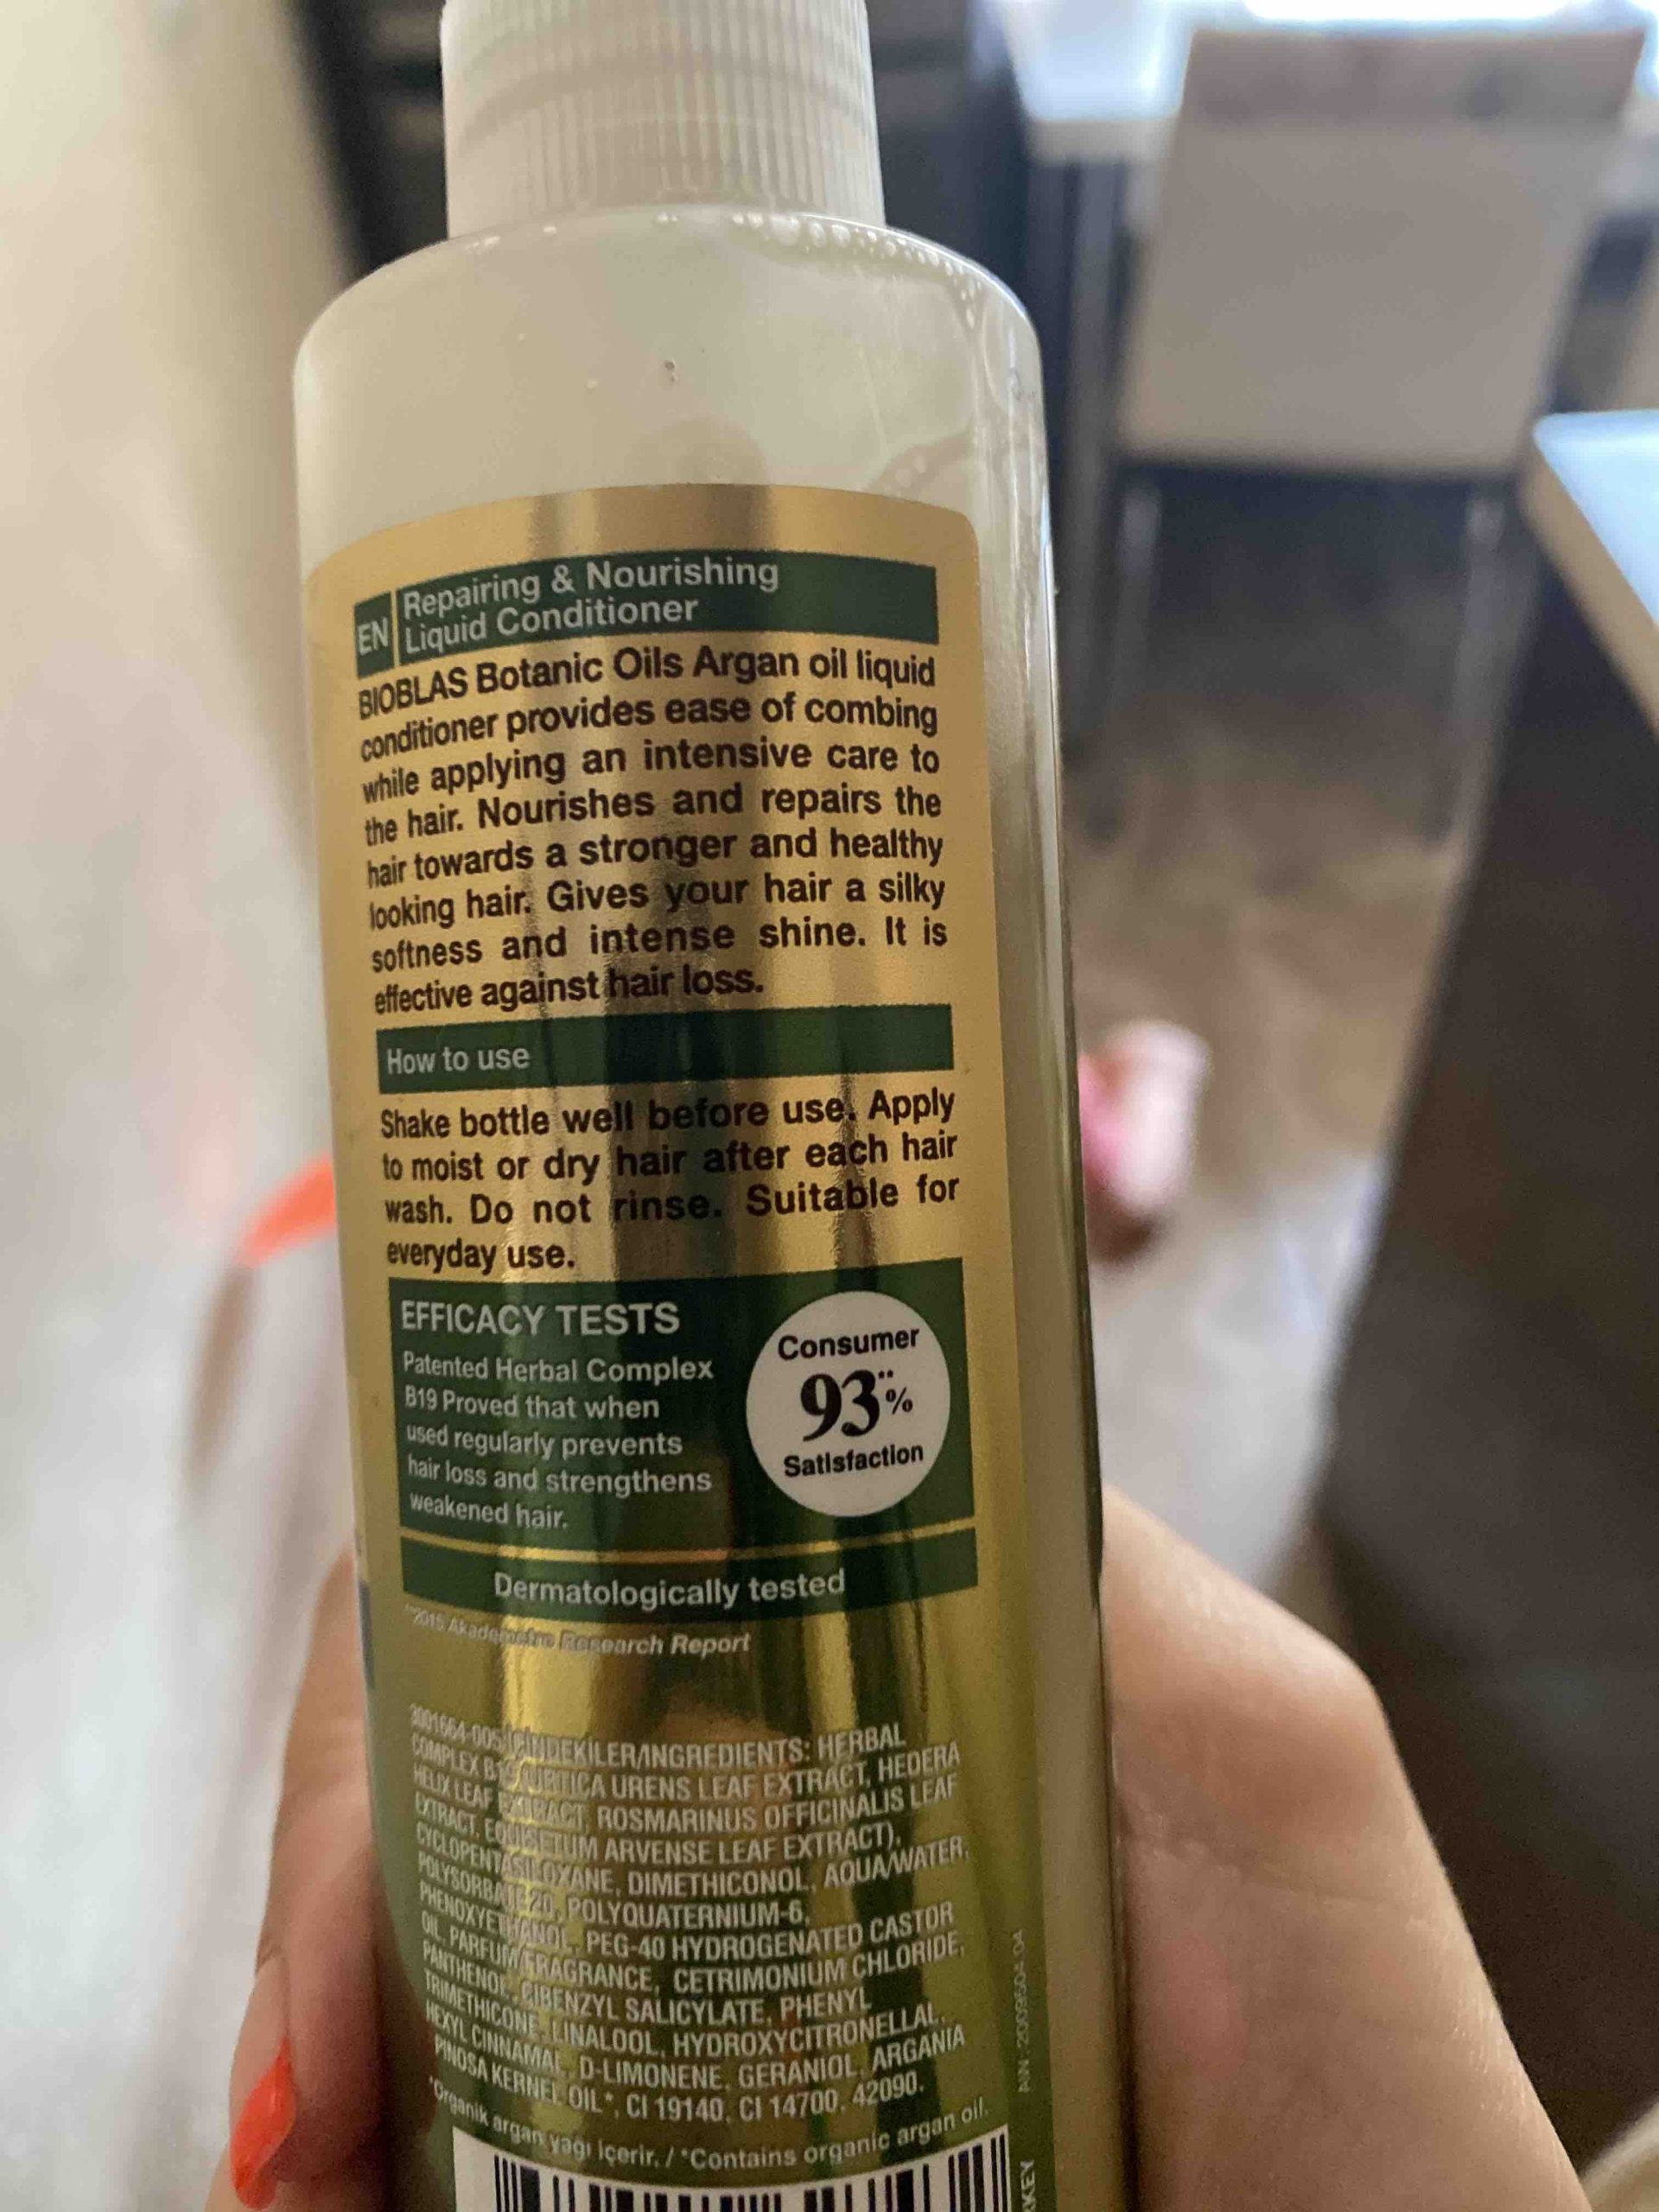 EN Repairing & Nourishing
Liquid Conditioner
BIOBLAS Botanic Oils Argan oil liquid
conditioner provides ease of combing
while applying an intensive care to
the hair. Nourishes and repairs the
hair towards a stronger and healthy
looking hair. Gives your hair a silky
softness and intense shine. It is
effective against hair loss.
How to use
Shake bottle well before use. Apply
to moist or dry hair after each hair
wash. Do not rinse. Suitable for
everyday use.
EFFICACY TESTS
Patented Herbal Complex
B19 Proved that when
used regularly prevents
hair loss and strengthens
weakened hair.
Consumer
93**%
Satisfaction
Dermatologically tested
**2015 Akademetre Research Report
3001664-005 İÇİNDEKİLER/INGREDIENTS: HERBAL
COMPLEX B19 (URTICA URENS LEAF EXTRACT, HEDERA
HELIX LEAF EXTRACT, ROSMARINUS OFFICINALIS LEAF
EXTRACT, EQUISETUM ARVENSE LEAF EXTRACT),
CYCLOPENTASILOXANE, DIMETHICONOL, AQUA/WATER,
POLYSORBATE 20, POLYQUATERNIUM-6,
PHENOXYETHANOL, PEG-40 HYDROGENATED CASTOR
OIL, PARFUM/FRAGRANCE, CETRIMONIUM CHLORIDE,
PANTHENOL, CIBENZYL SALICYLATE, PHENYL
TRIMETHICONE, LINALOOL, HYDROXYCITRONELLAL,
HEXYL CINNAMAL, D-LIMONENE, GERANIOL, ARGANIA
PINOSA KERNEL OIL*, CI 19140, CI 14700, 42090.
*Organik argan yağı içerir. / *Contains organic argan oil.
AW:2009604 04
KEY